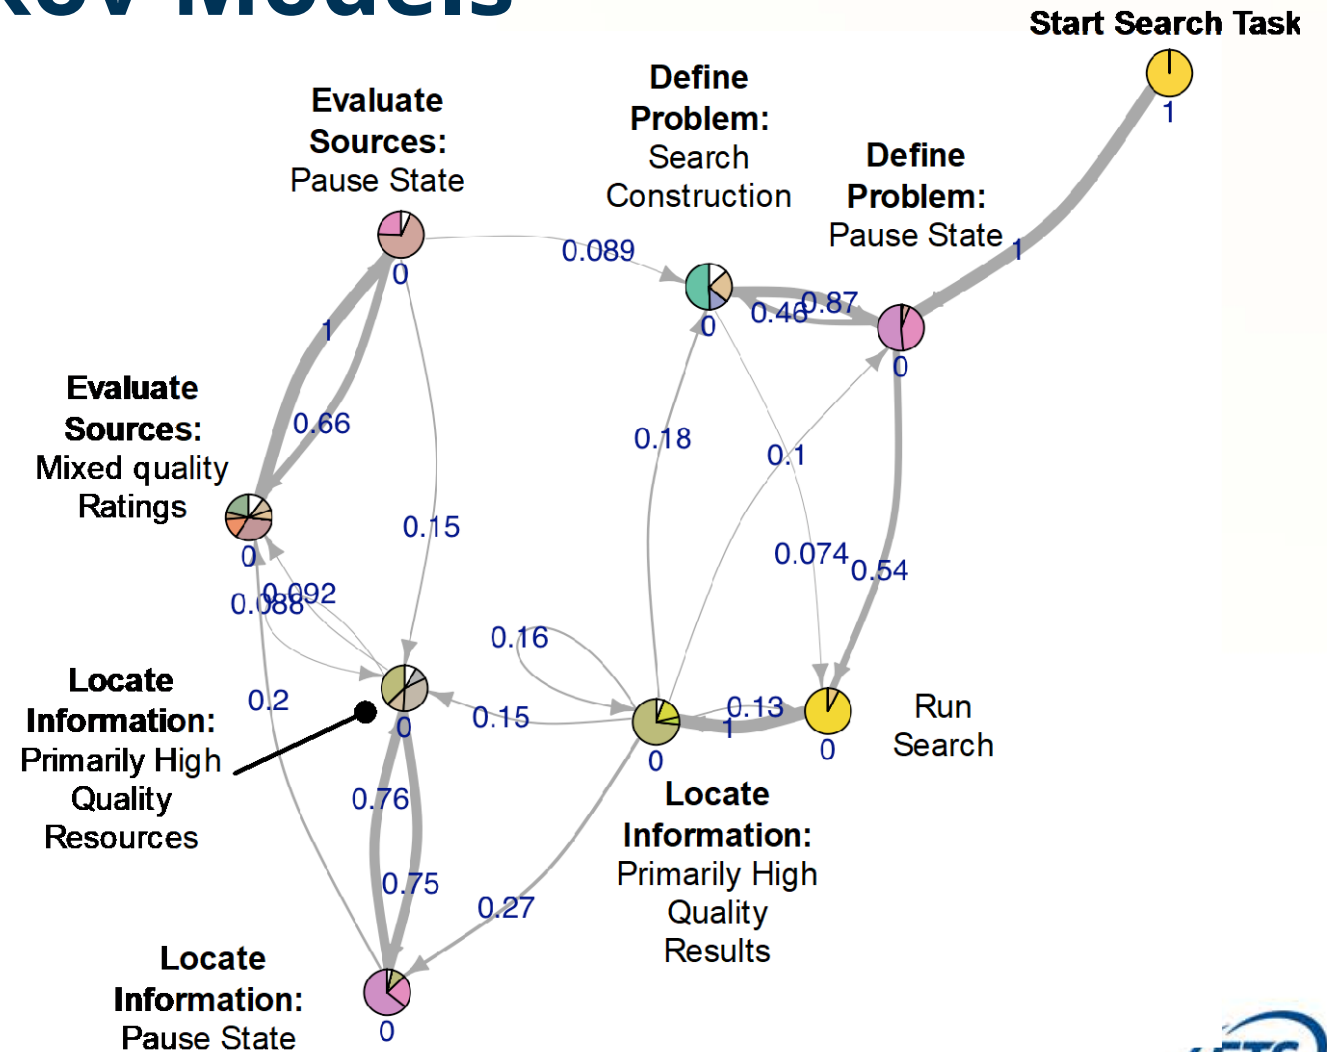 Models
Start Search Task
1
Define
Problem:
Search
Construction
0
Evaluate
Sources:
Pause State
0
Define
Problem:
Pause State
0
1
0.089
0.46
0.87
1
0.66
Evaluate
Sources:
Mixed quality
Ratings
0
0.18
0.1
0.15
0.074
0.54
0.092
0.088
0.16
Locate
Information:
Primarily High
Quality
Resources
0
0.2
0.15
0.13
1
Run
Search
0
0
Locate
Information:
Primarily High
Quality
Results
0.76
0.75
0.27
Locate
Information:
Pause State
0